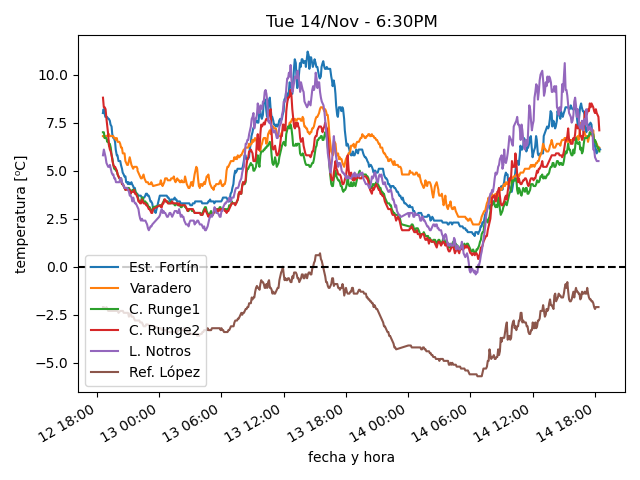 Tue 14/Nov - 6:30PM
temperatura [ºC]
10.0
7.5
5.0
2.5
0.0
−2.5
−5.0
Est. Fortín
Varadero
C. Runge1
C. Runge2
L. Notros
Ref. López
12 18:00
13 00:00
13 06:00
13 12:00
13 18:00
14 00:00
14 06:00
14 12:00
14 18:00
fecha y hora